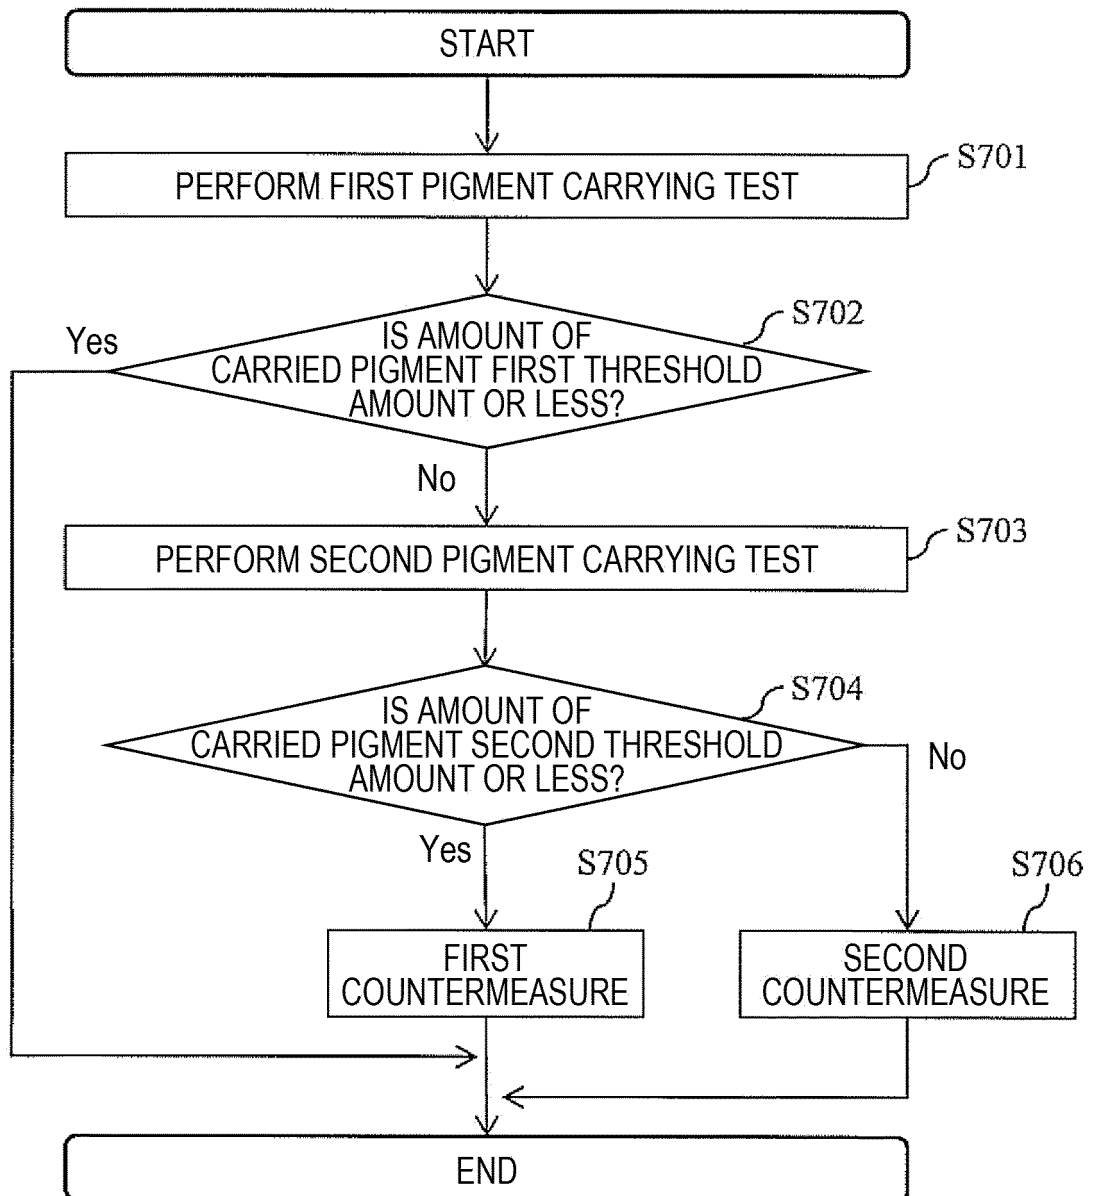 START
S701
PERFORM FIRST PIGMENT CARRYING TEST
S702
Yes
IS AMOUNT OF
CARRIED PIGMENT FIRST THRESHOLD
AMOUNT OR LESS?
No
S703
PERFORM SECOND PIGMENT CARRYING TEST
S704
IS AMOUNT OF
CARRIED PIGMENT SECOND THRESHOLD
AMOUNT OR LESS?
No
Yes
S705
S706
FIRST
COUNTERMEASURE
SECOND
COUNTERMEASURE
END